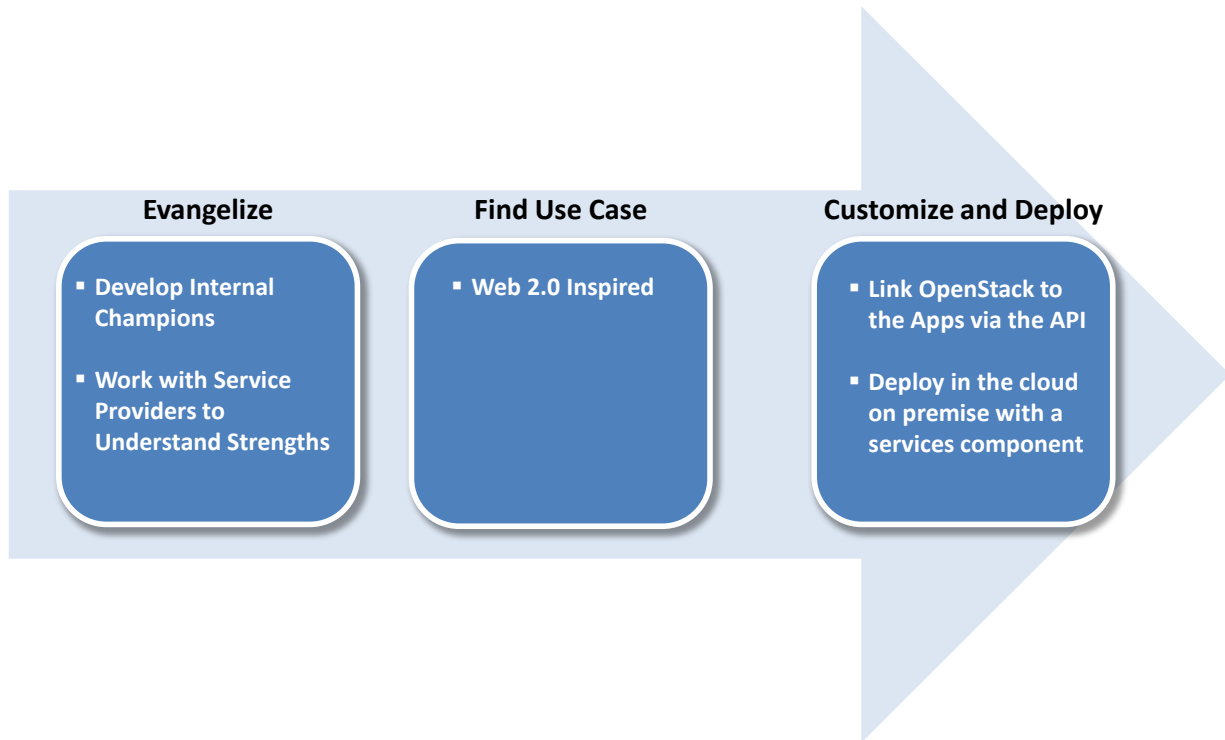 Evangelize
▪ Develop Internal
Champions
▪ Work with Service
Providers to
Understand Strengths
Find Use Case
▪ Web 2.0 Inspired
Customize and Deploy
▪ Link OpenStack to
the Apps via the API
▪ Deploy in the cloud
on premise with a
services component